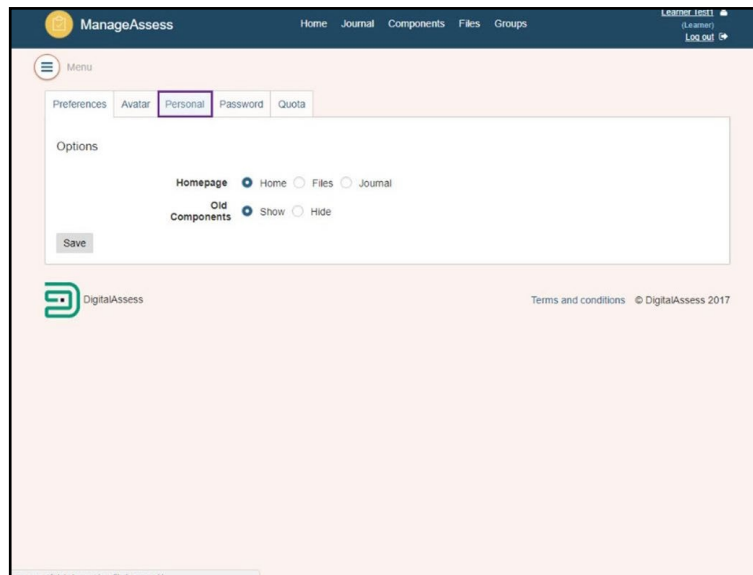 ManageAssess
Home Journal Components Files Groups
Learner Test1
(Learner)
Log out
Menu
Preferences Avatar Personal Password Quota
Options
Homepage Home Files Journal
Old
Components Show Hide
Save
DigitalAssess
Terms and conditions © DigitalAssess 2017